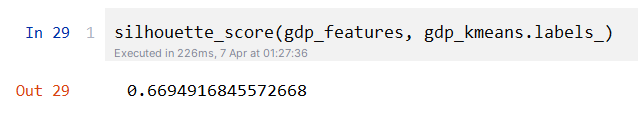 In 29 1 silhouette_score(gdp_features, gdp_kmeans.labels_)
Executed in 226ms, 7 Apr at 01:27:36
Out 29 0.6694916845572668